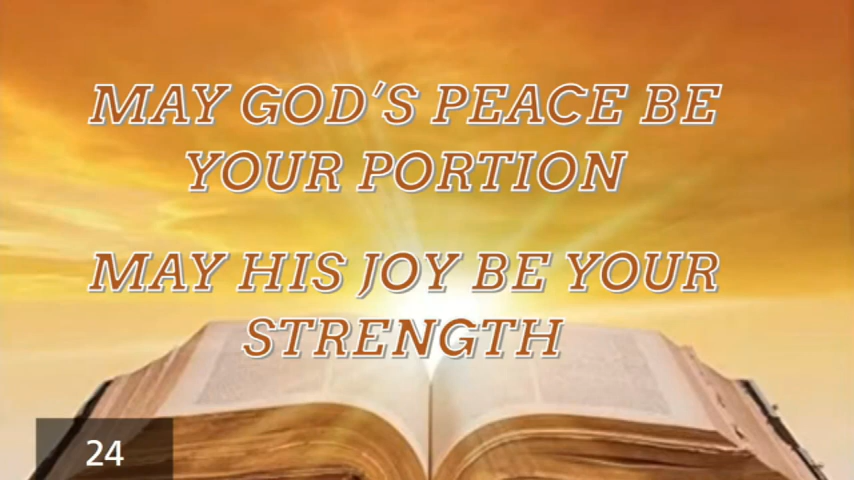 MAY GOD'S PEACE BE
YOUR PORTION
MAY HIS JOY BE YOUR
STRENGTH
24